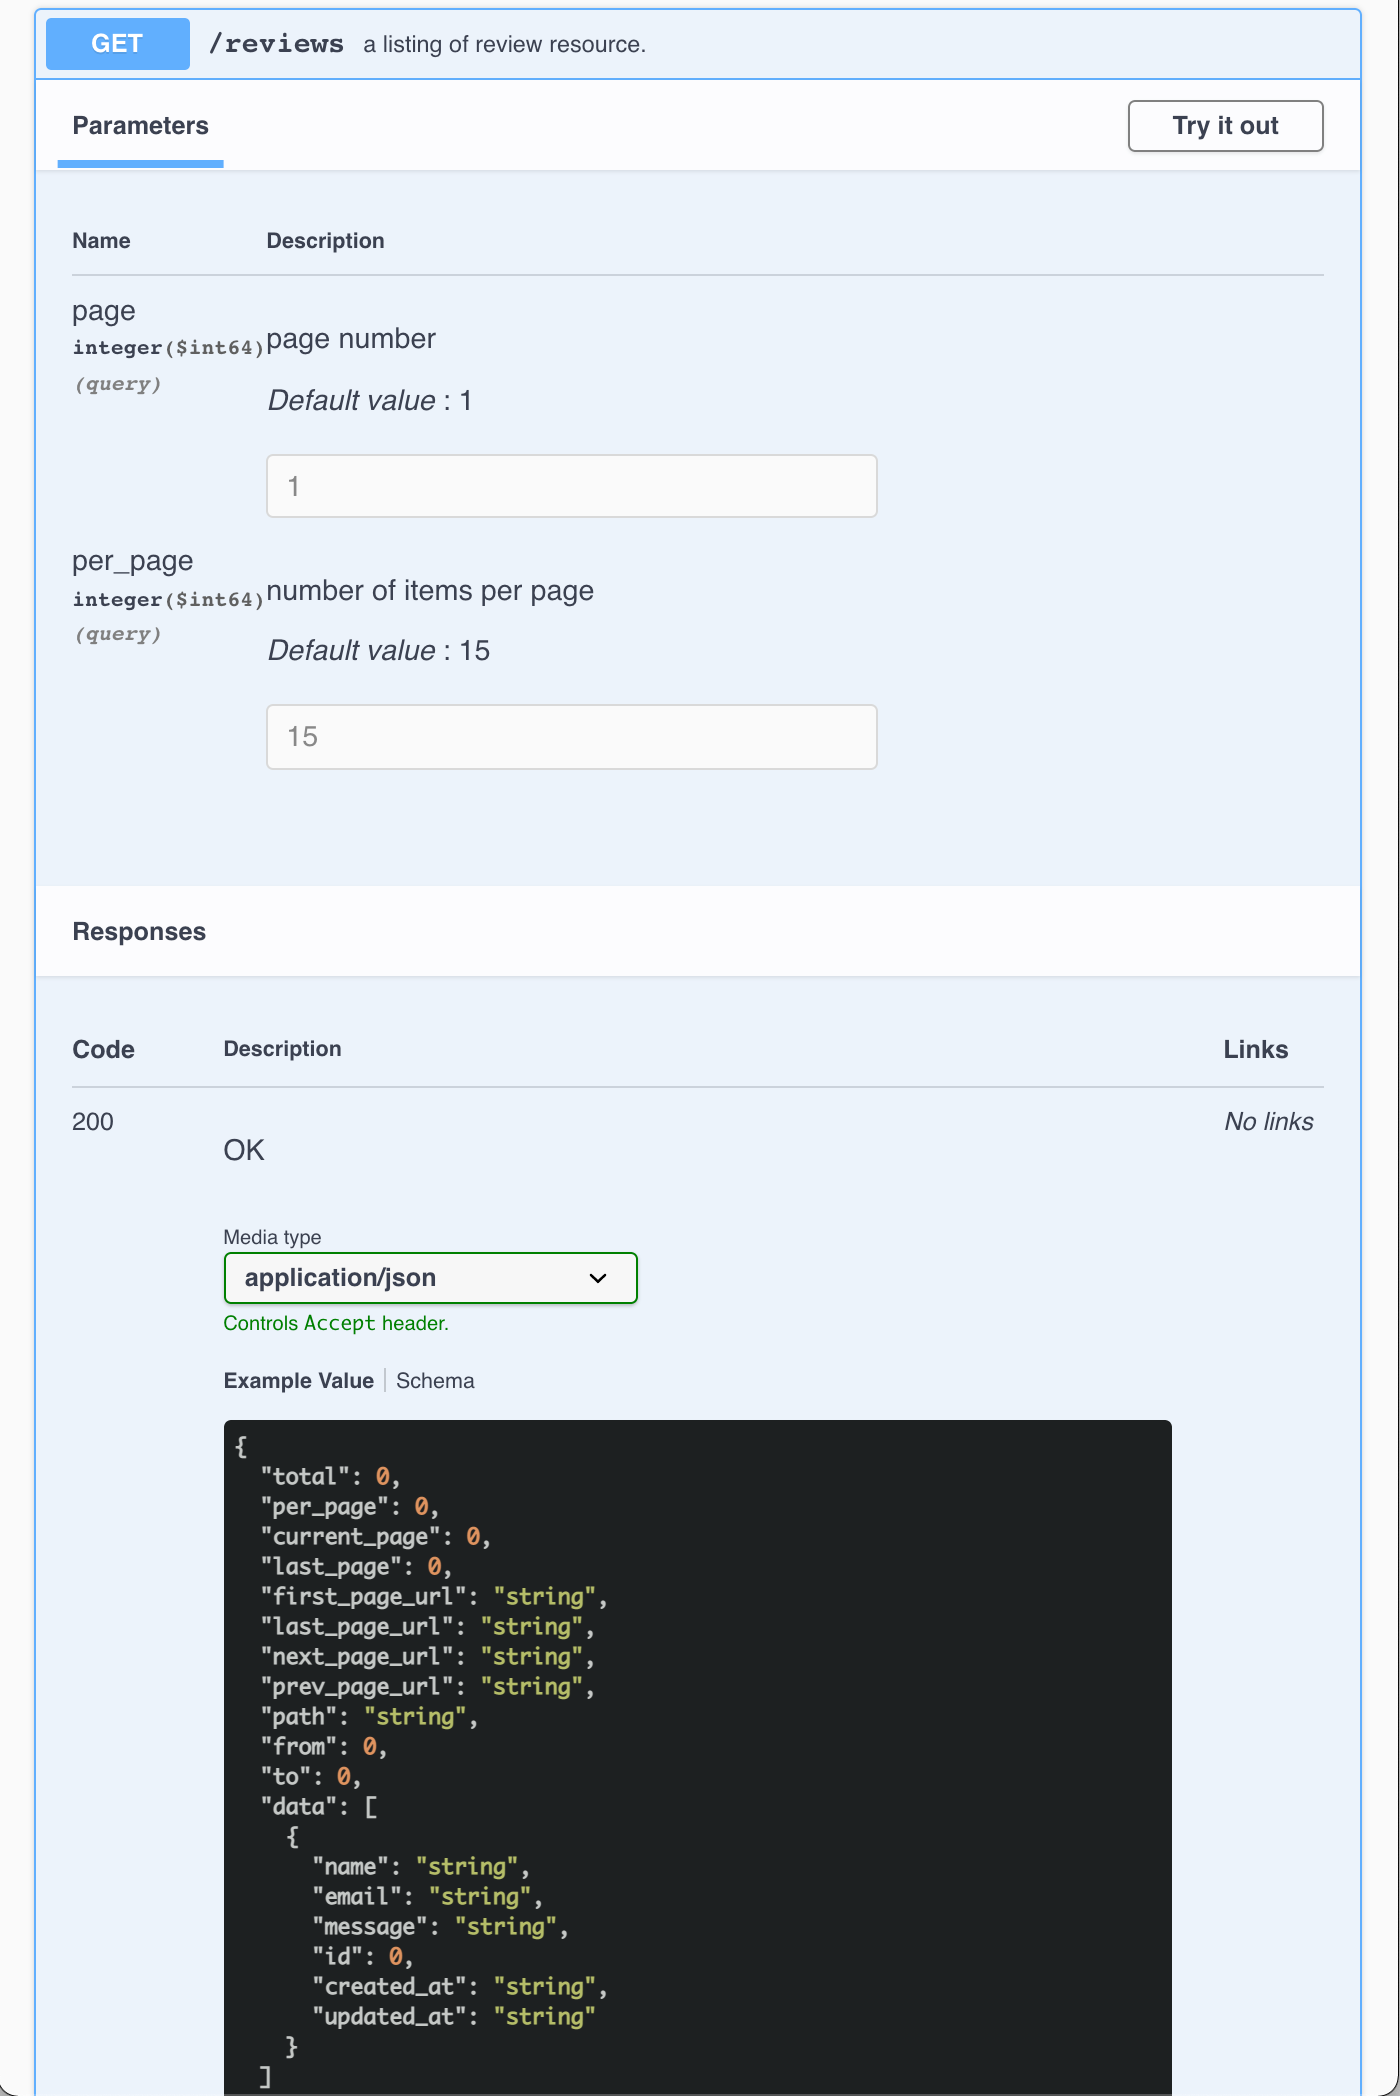 GET /reviews a listing of review resource.
Parameters Try it out
Name Description
page
integer($int64)
(query)
page number
Default value : 1
1
per_page
integer($int64)
(query)
number of items per page
Default value : 15
15
Responses
Code Description Links
200 No links
OK
Media type
application/json
Controls Accept header.
Example Value Schema
{
  "total": 0,
  "per_page": 0,
  "current_page": 0,
  "last_page": 0,
  "first_page_url": "string",
  "last_page_url": "string",
  "next_page_url": "string",
  "prev_page_url": "string",
  "path": "string",
  "from": 0,
  "to": 0,
  "data": [
    {
      "name": "string",
      "email": "string",
      "message": "string",
      "id": 0,
      "created_at": "string",
      "updated_at": "string"
    }
  ]